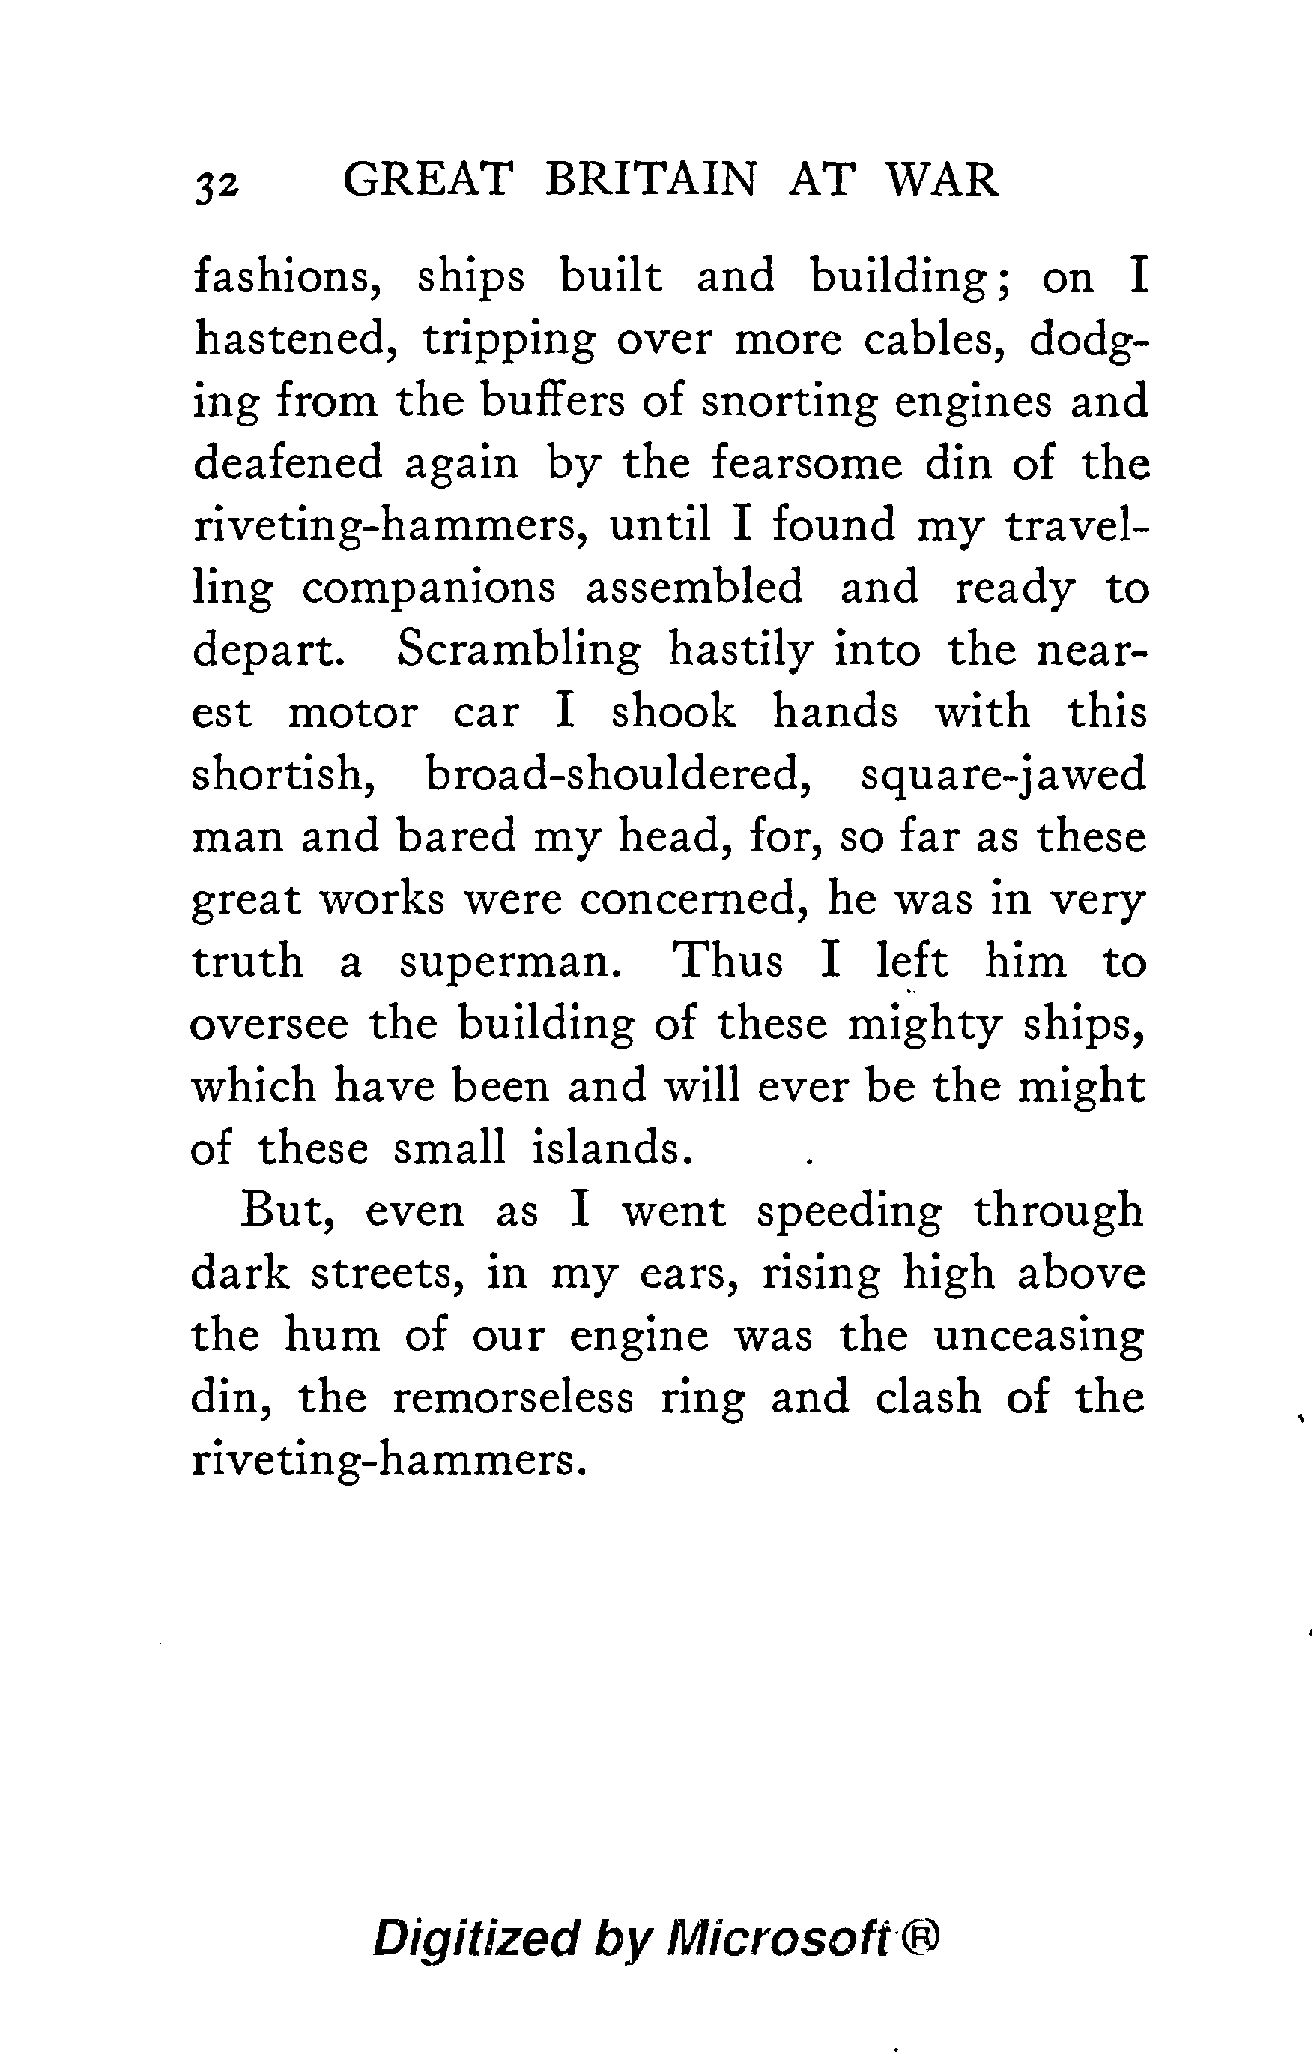 32 GREAT BRITAIN AT WAR
fashions, ships built and building; on I
hastened, tripping over more cables, dodg-
ing from the buffers of snorting engines and
deafened again by the fearsome din of the
riveting-hammers, until I found my travel-
ling companions assembled and ready to
depart. Scrambling hastily into the near-
est motor car I shook hands with this
shortish, broad-shouldered, square-jawed
man and bared my head, for, so far as these
great works were concerned, he was in very
truth a superman. Thus I left him to
oversee the building of these mighty ships,
which have been and will ever be the might
of these small islands.
But, even as I went speeding through
dark streets, in my ears, rising high above
the hum of our engine was the unceasing
din, the remorseless ring and clash of the
riveting-hammers.
Digitized by Microsoft®